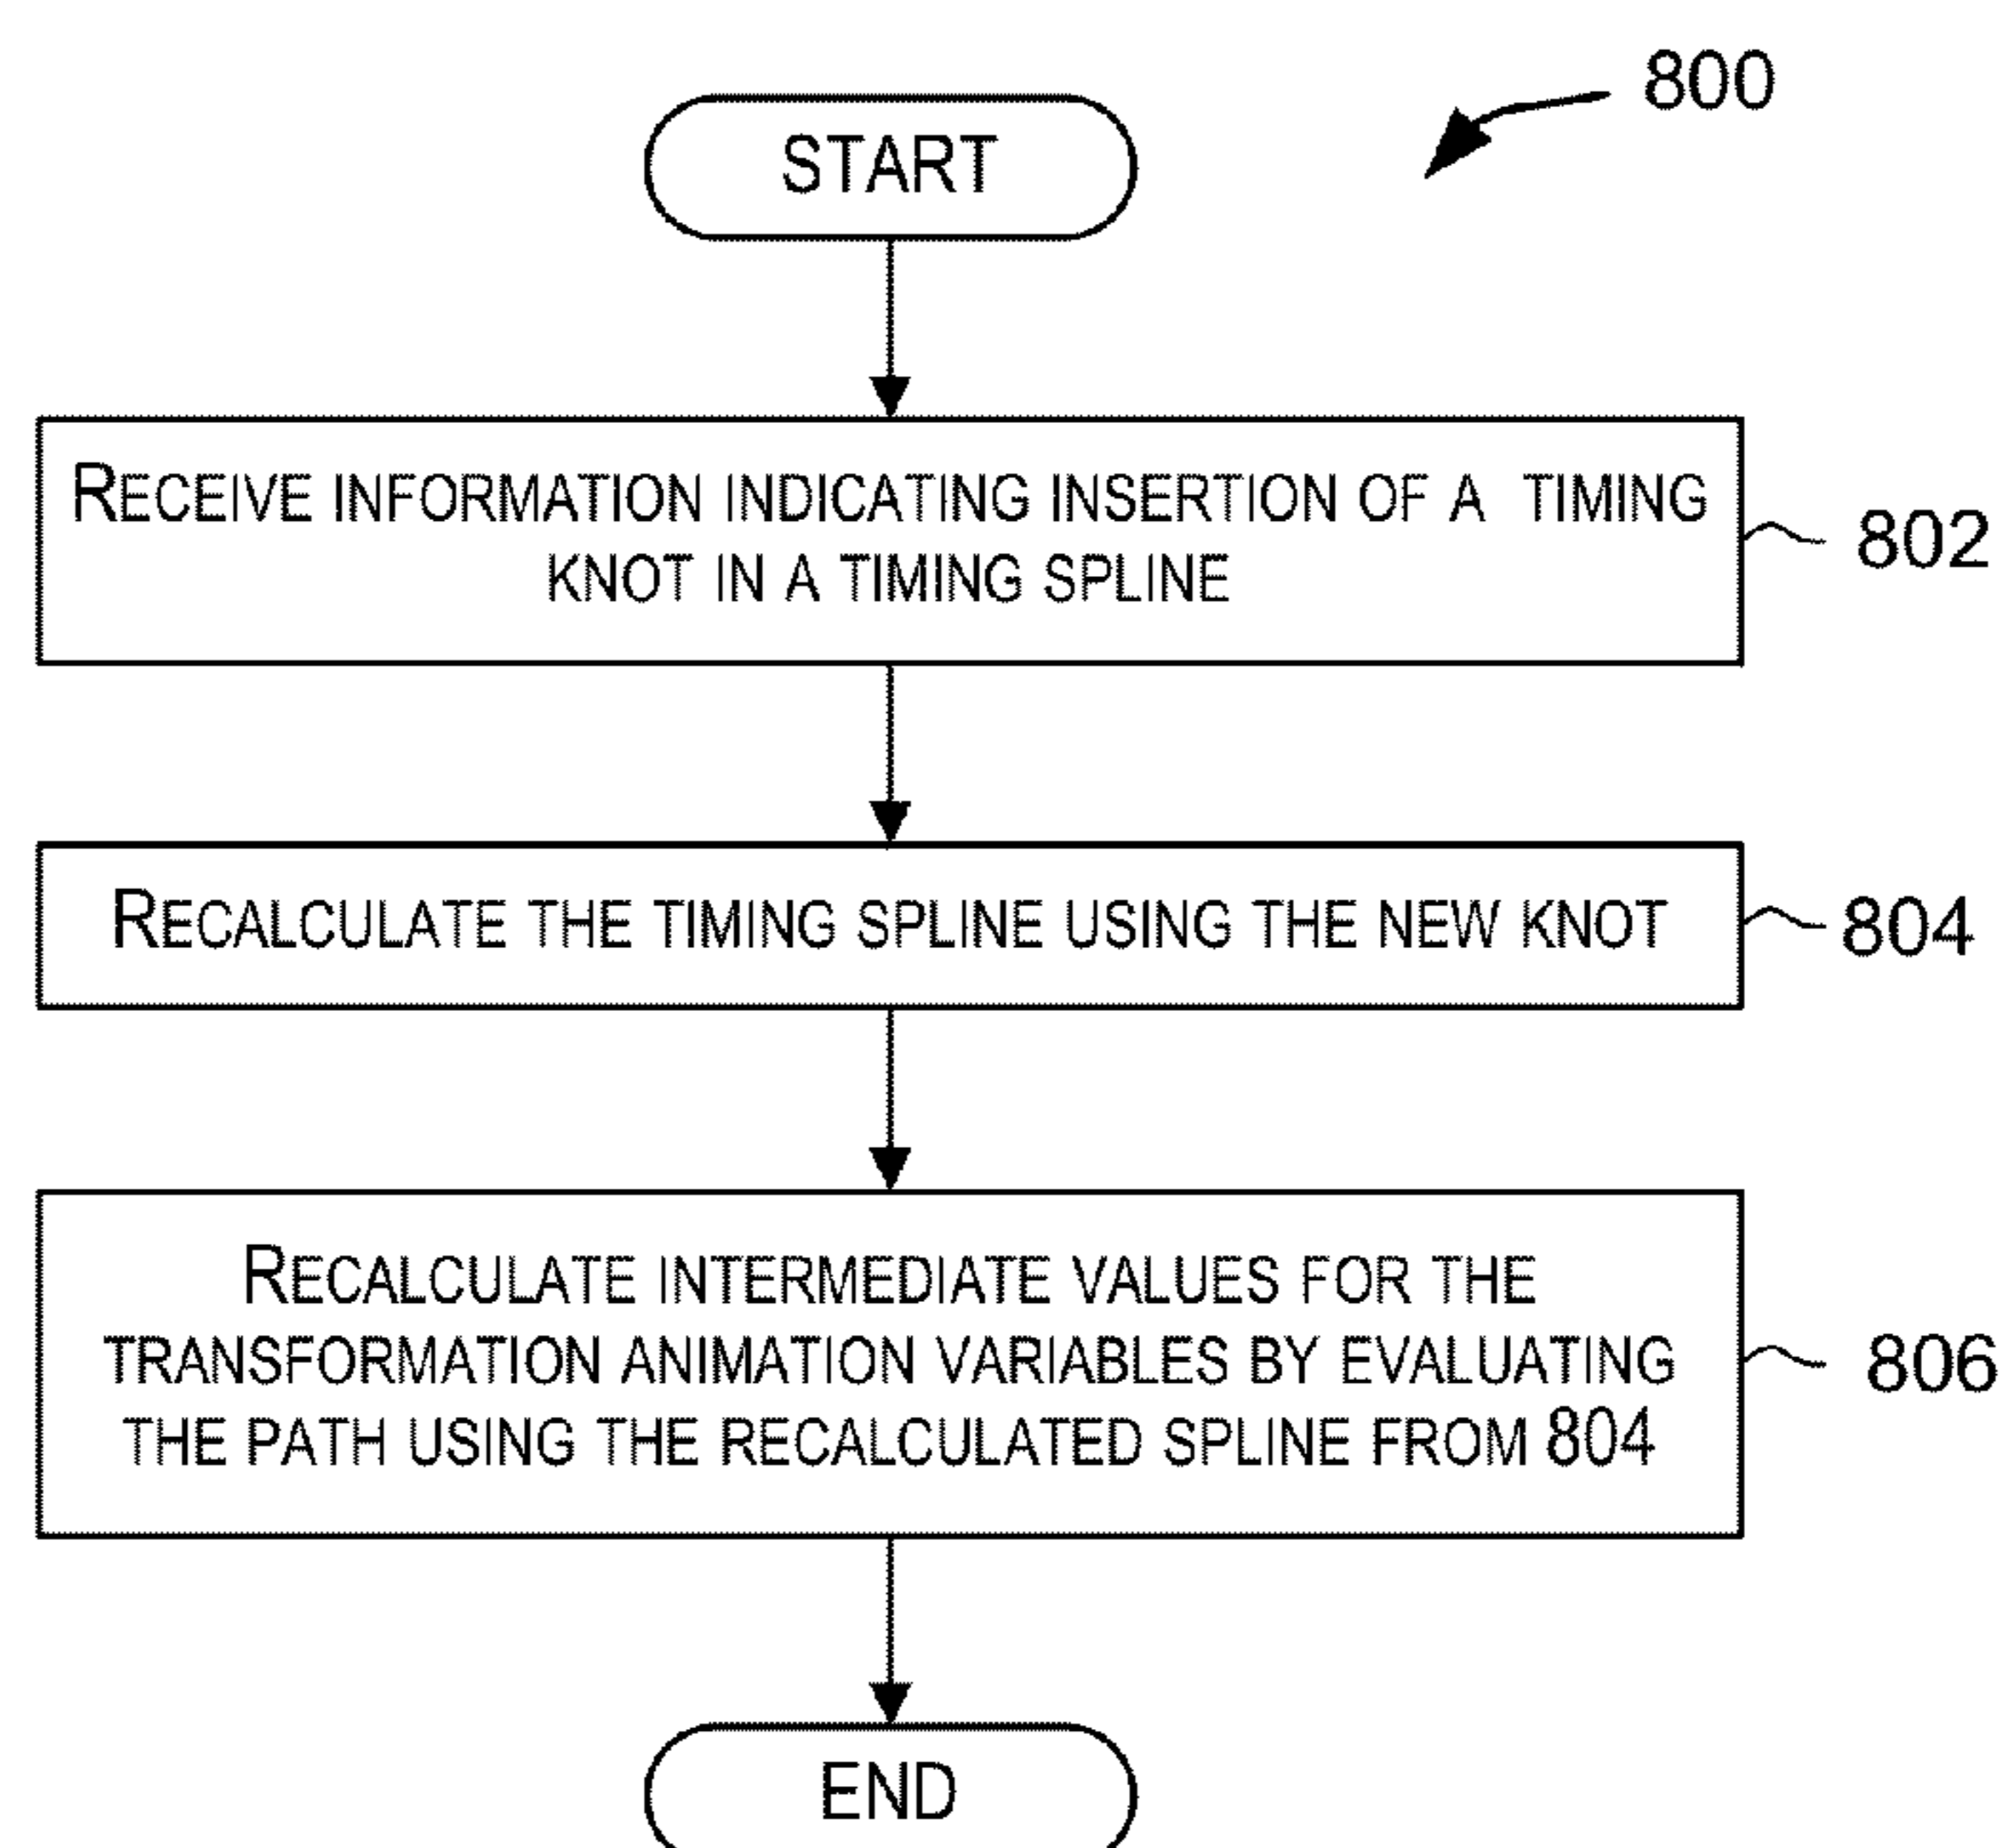 800
START
RECEIVE INFORMATION INDICATING INSERTION OF A TIMING
KNOT IN A TIMING SPLINE
802
RECALCULATE THE TIMING SPLINE USING THE NEW KNOT
804
RECALCULATE INTERMEDIATE VALUES FOR THE
TRANSFORMATION ANIMATION VARIABLES BY EVALUATING
THE PATH USING THE RECALCULATED SPLINE FROM 804
806
END